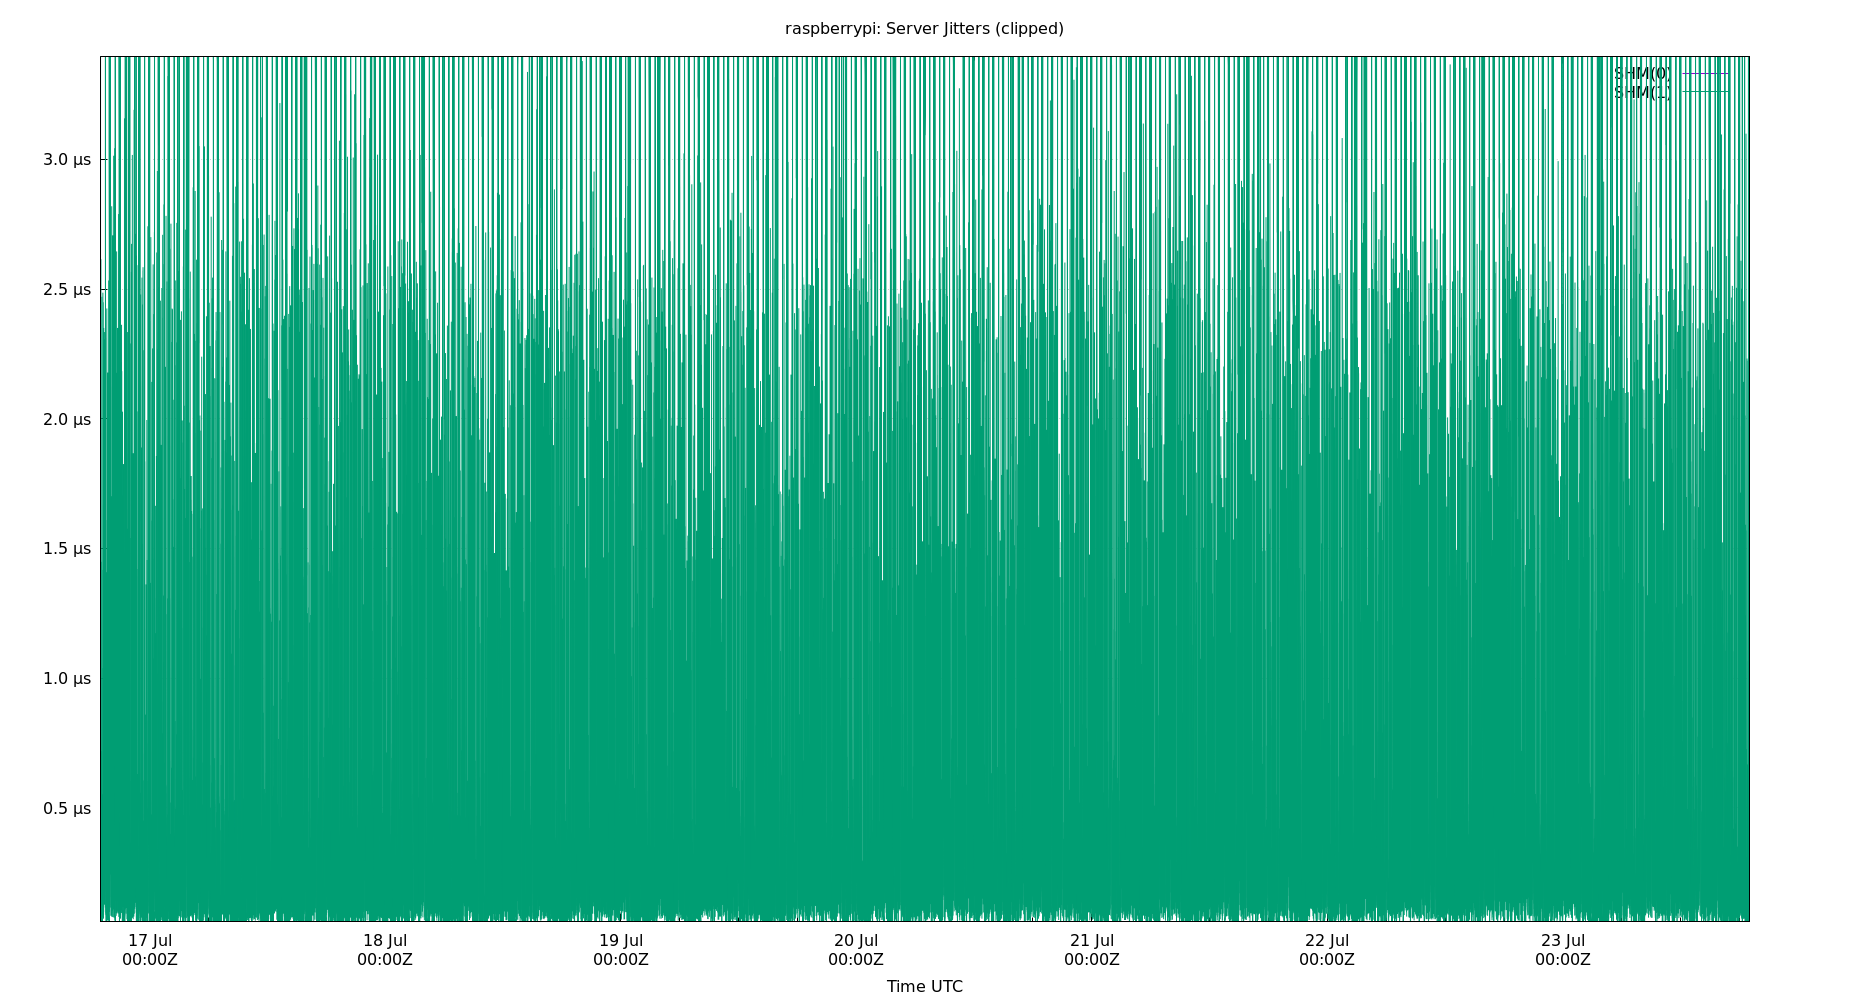 raspberrypi: Server Jitters (clipped)
SHM(0)
SHM(1)
3.0 µs
2.5 µs
2.0 µs
1.5 µs
1.0 µs
0.5 µs
17 Jul
00:00Z
18 Jul
00:00Z
19 Jul
00:00Z
20 Jul
00:00Z
21 Jul
00:00Z
22 Jul
00:00Z
23 Jul
00:00Z
Time UTC